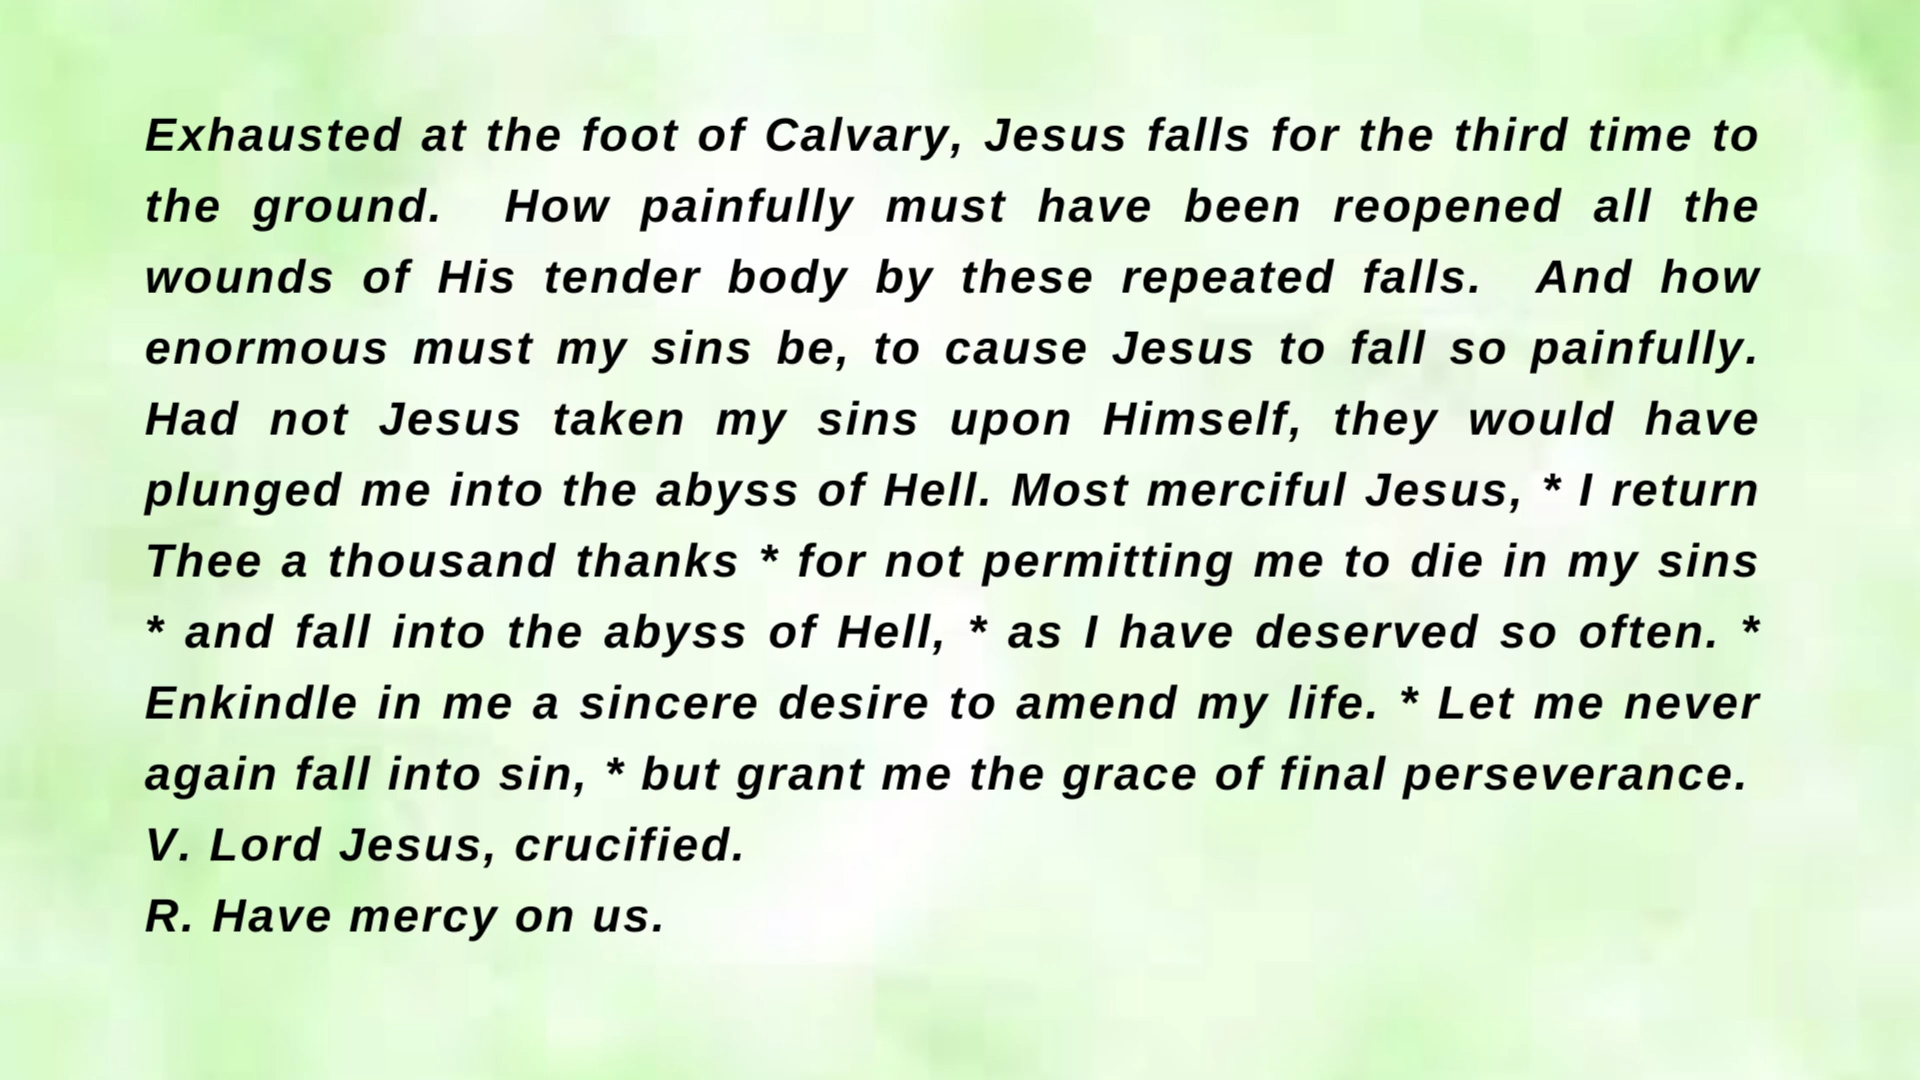 Exhausted at the foot of Calvary, Jesus falls for the third time to
the ground.  How painfully must have been reopened all the
wounds of His tender body by these repeated falls.  And how
enormous must my sins be, to cause Jesus to fall so painfully.
Had not Jesus taken my sins upon Himself, they would have
plunged me into the abyss of Hell. Most merciful Jesus, * I return
Thee a thousand thanks * for not permitting me to die in my sins
* and fall into the abyss of Hell, * as I have deserved so often. *
Enkindle in me a sincere desire to amend my life. * Let me never
again fall into sin, * but grant me the grace of final perseverance.
V. Lord Jesus, crucified.
R. Have mercy on us.